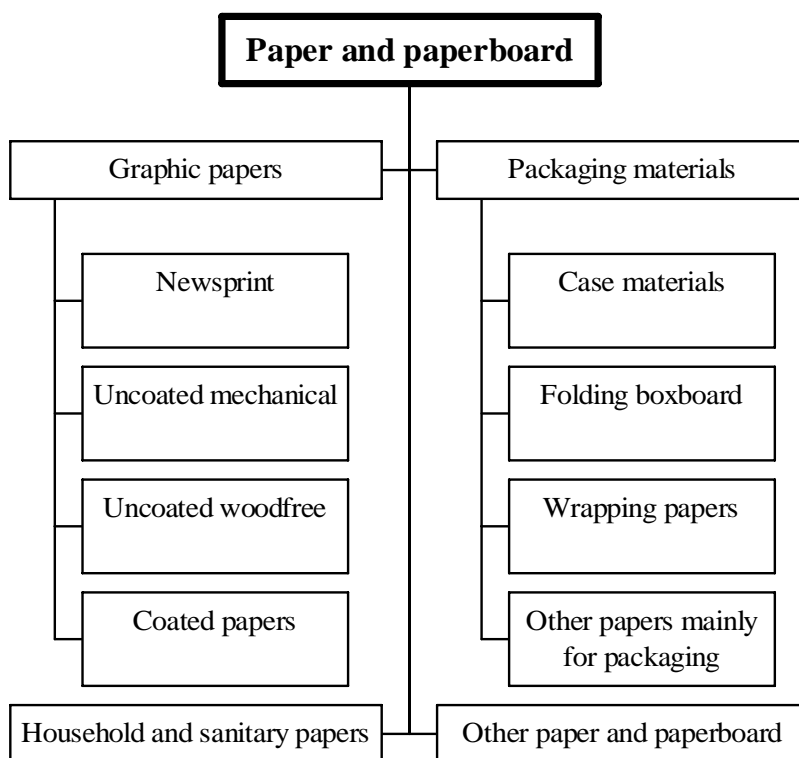 Paper and paperboard
Graphic papers
Newsprint
Uncoated mechanical
Uncoated woodfree
Coated papers
Packaging materials
Case materials
Folding boxboard
Wrapping papers
Other papers mainly
for packaging
Household and sanitary papers
Other paper and paperboard